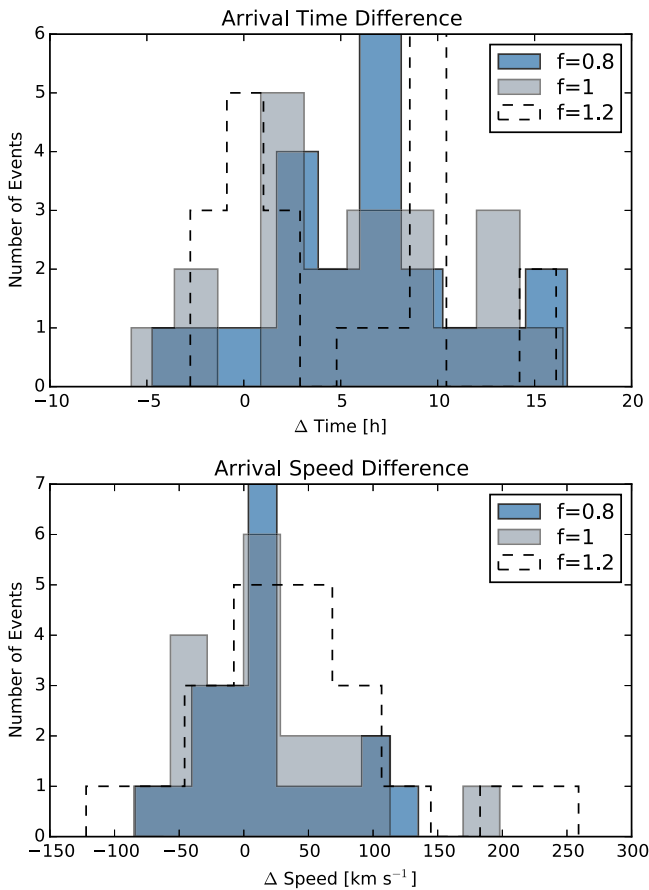 Arrival Time Difference
6
5
4
3
2
1
0
Number of Events
f=0.8
f=1
f=1.2
−10 −5 0 5 10 15 20
Δ Time [h]
Arrival Speed Difference
7
6
5
4
3
2
1
0
Number of Events
f=0.8
f=1
f=1.2
−150 −100 −50 0 50 100 150 200 250 300
Δ Speed [km s⁻¹]